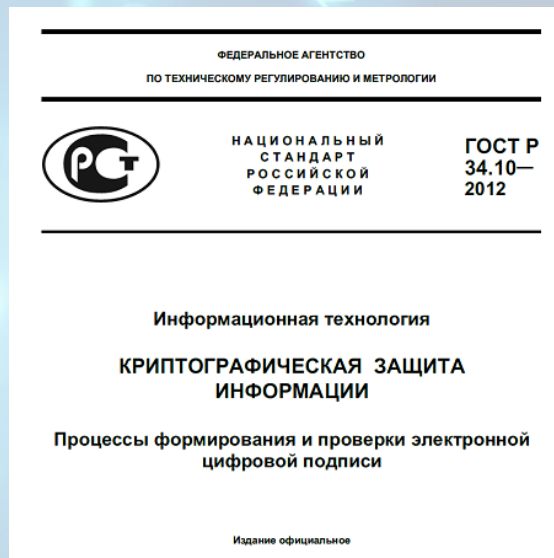 ФЕДЕРАЛЬНОЕ АГЕНТСТВО
ПО ТЕХНИЧЕСКОМУ РЕГУЛИРОВАНИЮ И МЕТРОЛОГИИ
РСТ
НАЦИОНАЛЬНЫЙ
СТАНДАРТ
РОССИЙСКОЙ
ФЕДЕРАЦИИ
ГОСТ Р
34.10—
2012
Информационная технология
КРИПТОГРАФИЧЕСКАЯ ЗАЩИТА
ИНФОРМАЦИИ
Процессы формирования и проверки электронной
цифровой подписи
Издание официальное